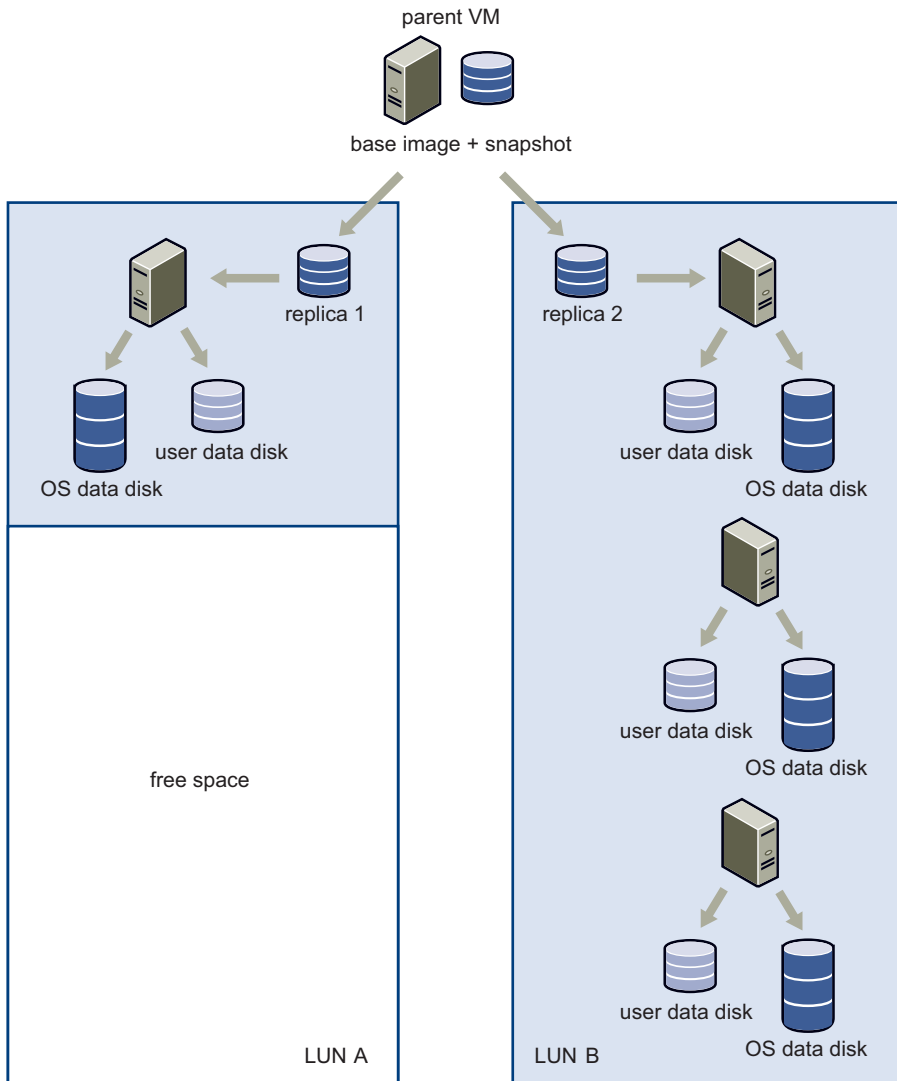 parent VM
base image + snapshot
replica 1
user data disk
OS data disk
free space
LUN A
replica 2
user data disk
OS data disk
user data disk
OS data disk
user data disk
OS data disk
LUN B